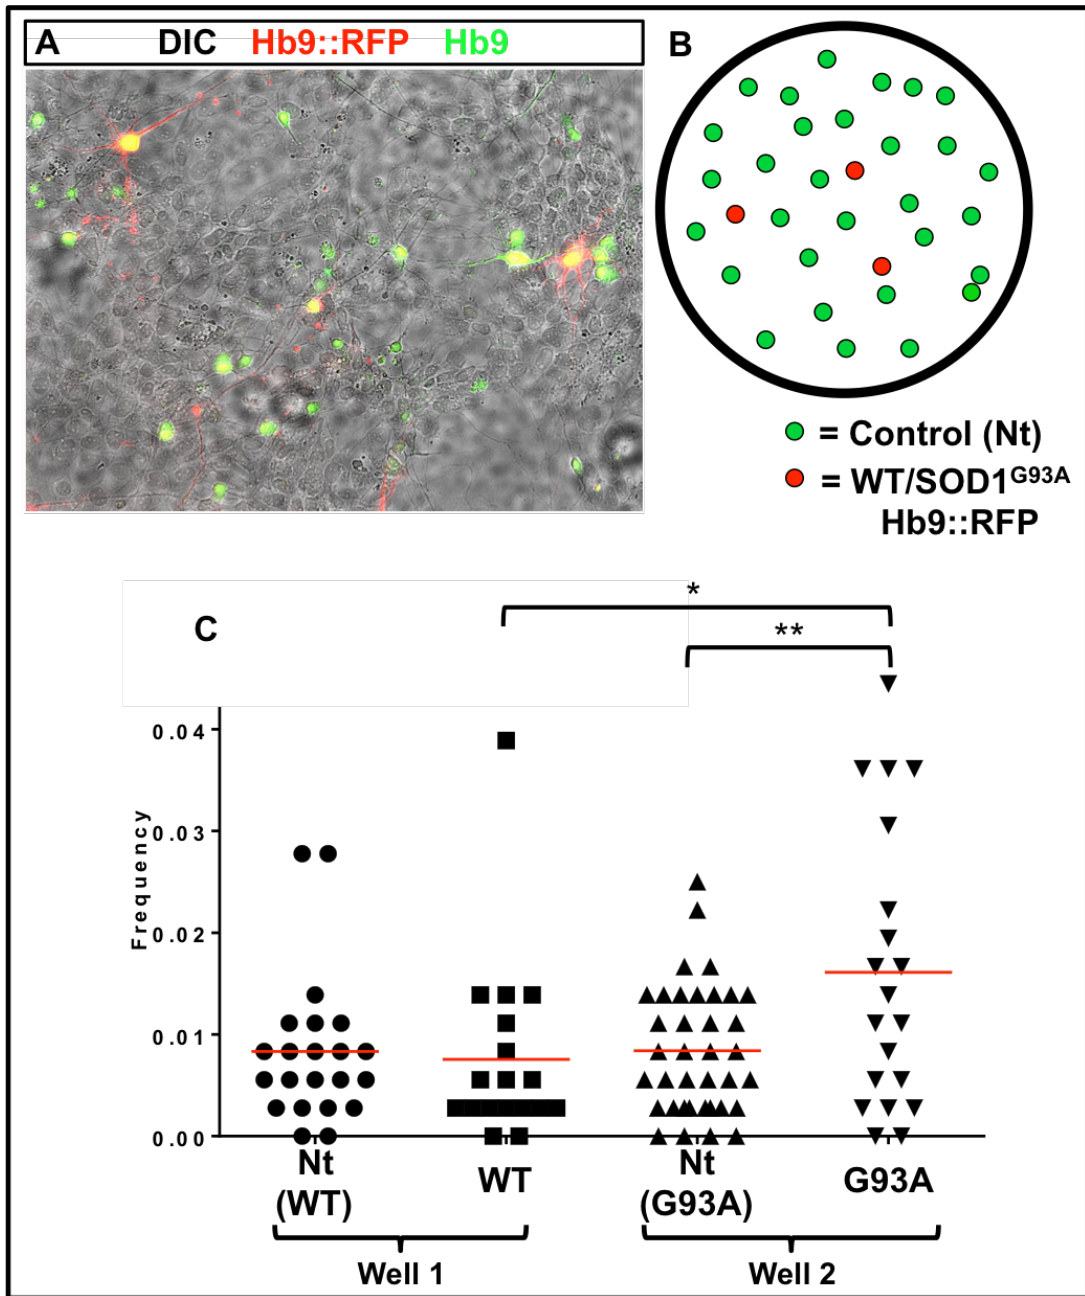 A DIC Hb9::RFP Hb9
B
= Control (Nt)
= WT/SOD1G93A
Hb9::RFP
C
*
**
Frequency
0.04
0.03
0.02
0.01
0.00
Nt
(WT)
WT
Nt
(G93A)
G93A
Well 1
Well 2